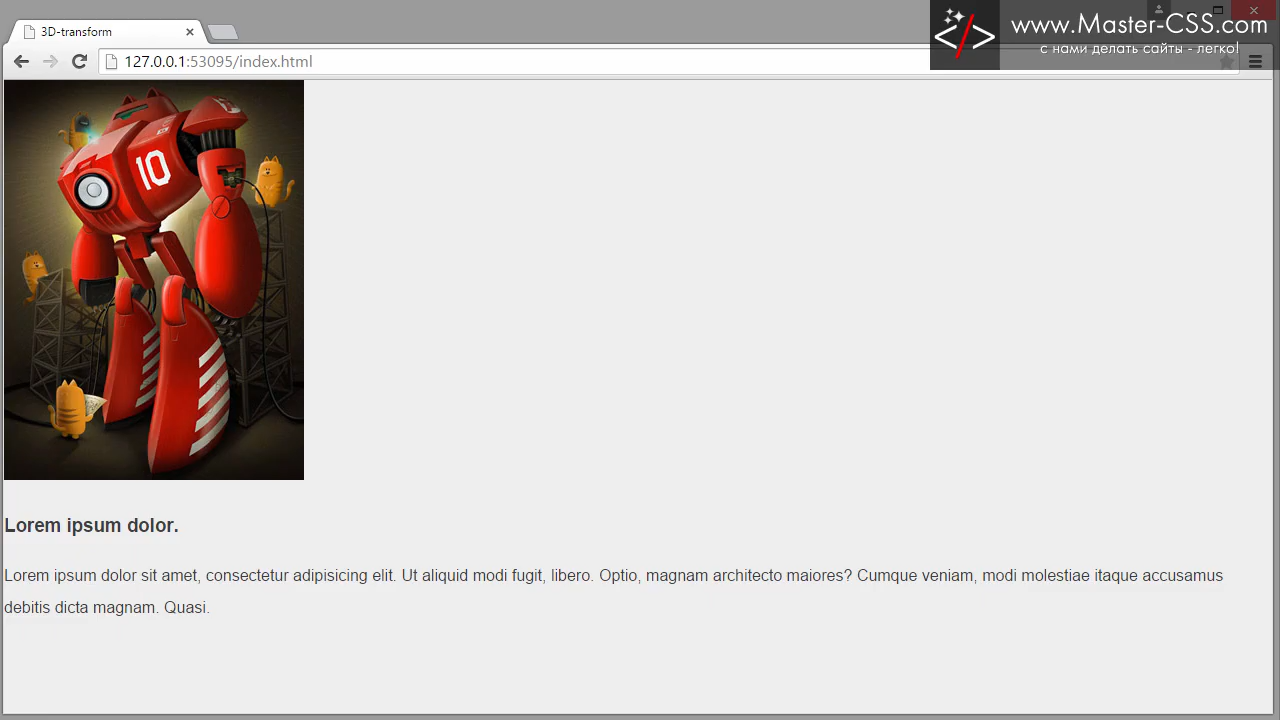 3D-transform
www.Master-CSS.com
с нами делать сайты - легко!
127.0.0.1:53095/index.html
10
Lorem ipsum dolor.
Lorem ipsum dolor sit amet, consectetur adipisicing elit. Ut aliquid modi fugit, libero. Optio, magnam architecto maiores? Cumque veniam, modi molestiae itaque accusamus
debitis dicta magnam. Quasi.